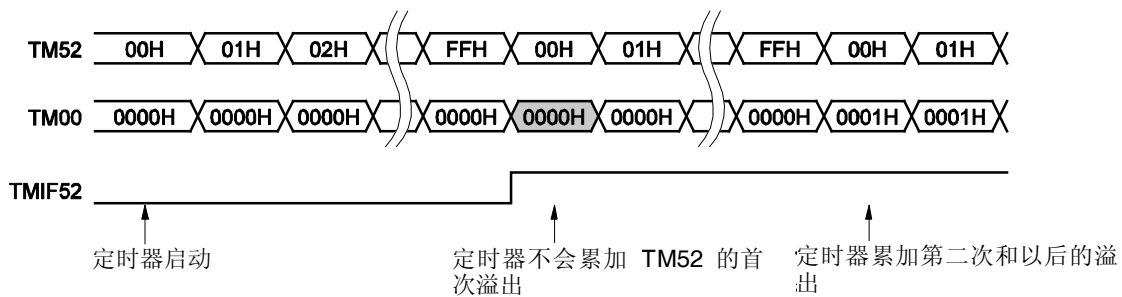 TM52 00H 01H 02H FFH 00H 01H FFH 00H 01H
TM00 0000H 0000H 0000H 0000H 0000H 0000H 0000H 0001H 0001H
TMIF52
定时器启动
定时器不会累加 TM52 的首
次溢出
定时器累加第二次和以后的溢
出